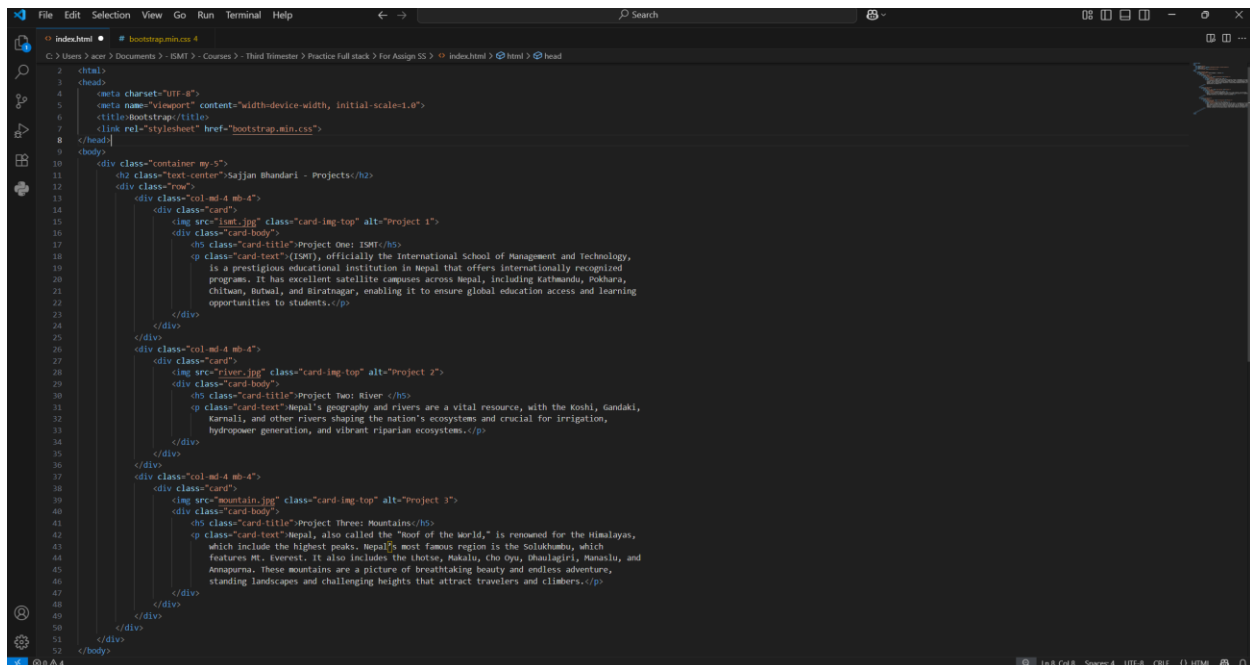 File Edit Selection View Go Run Terminal Help Search
index.html # bootstrap.min.css 4
C: > Users > acer > Documents > - ISMT > - Courses > - Third Trimester > Practice Full stack > For Assign SS > index.html > html > head
2 <html>
3 <head>
4 <meta charset="UTF-8">
5 <meta name="viewport" content="width=device-width, initial-scale=1.0">
6 <title>Bootstrap</title>
7 <link rel="stylesheet" href="bootstrap.min.css">
8 </head>
9 <body>
10 <div class="container my-5">
11 <h2 class="text-center">Sajjan Bhandari - Projects</h2>
12 <div class="row">
13 <div class="col-md-4 mb-4">
14 <div class="card">
15 <img src="ismt.jpg" class="card-img-top" alt="Project 1">
16 <div class="card-body">
17 <h5 class="card-title">Project One: ISMT</h5>
18 <p class="card-text">(ISMT), officially the International School of Management and Technology,
19 is a prestigious educational institution in Nepal that offers internationally recognized
20 programs. It has excellent satellite campuses across Nepal, including Kathmandu, Pokhara,
21 Chitwan, Butwal, and Biratnagar, enabling it to ensure global education access and learning
22 opportunities to students.</p>
23 </div>
24 </div>
25 </div>
26 <div class="col-md-4 mb-4">
27 <div class="card">
28 <img src="river.jpg" class="card-img-top" alt="Project 2">
29 <div class="card-body">
30 <h5 class="card-title">Project Two: River </h5>
31 <p class="card-text">Nepal's geography and rivers are a vital resource, with the Koshi, Gandaki,
32 Karnali, and other rivers shaping the nation's ecosystems and crucial for irrigation,
33 hydropower generation, and vibrant riparian ecosystems.</p>
34 </div>
35 </div>
36 </div>
37 <div class="col-md-4 mb-4">
38 <div class="card">
39 <img src="mountain.jpg" class="card-img-top" alt="Project 3">
40 <div class="card-body">
41 <h5 class="card-title">Project Three: Mountains</h5>
42 <p class="card-text">Nepal, also called the "Roof of the World," is renowned for the Himalayas,
43 which include the highest peaks. Nepal's most famous region is the Solukhumbu, which
44 features Mt. Everest. It also includes the Lhotse, Makalu, Cho Oyu, Dhaulagiri, Manaslu, and
45 Annapurna. These mountains are a picture of breathtaking beauty and endless adventure,
46 standing landscapes and challenging heights that attract travelers and climbers.</p>
47 </div>
48 </div>
49 </div>
50 </div>
51 </div>
52 </body>
0 4 Ln 8, Col 8 Spaces: 4 UTF-8 CRLF {} HTML